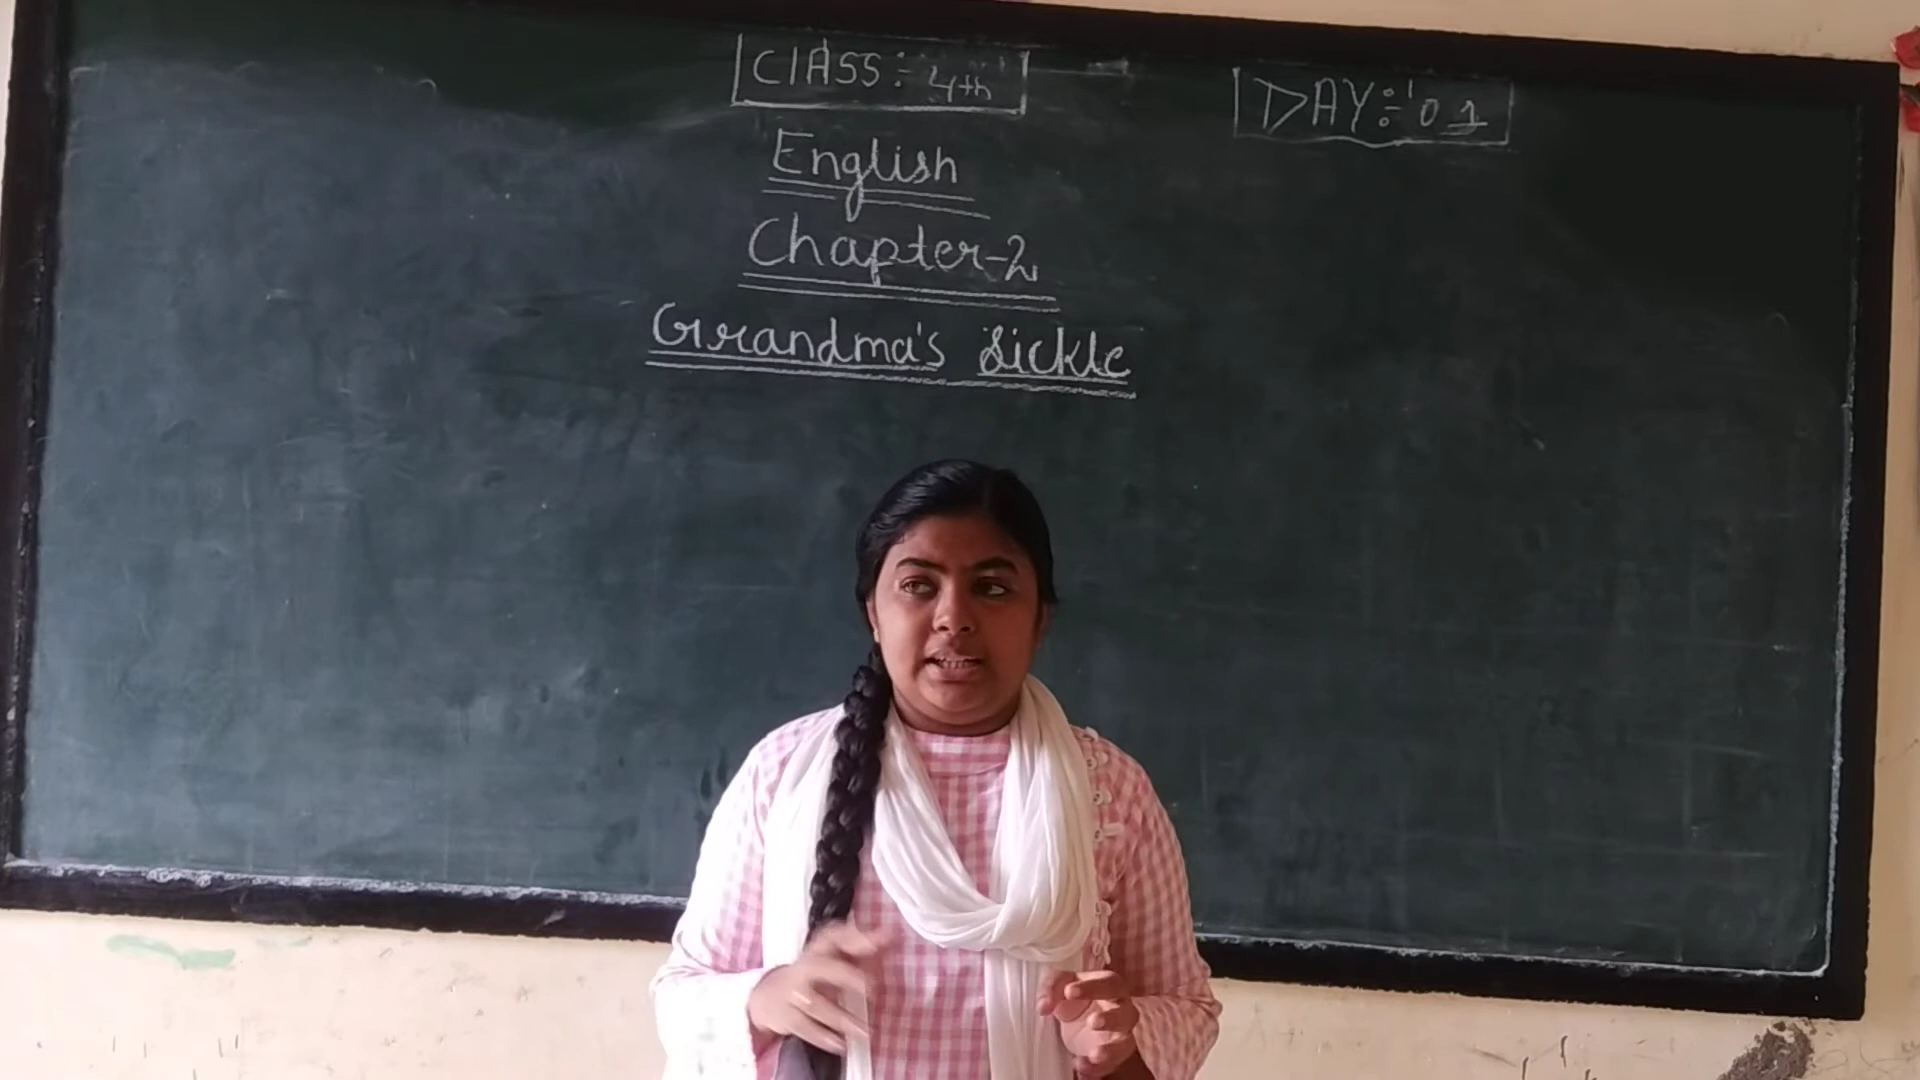 CLASS:- 4th
DAY:- 01
English
Chapter-2
Grandma's Sickle